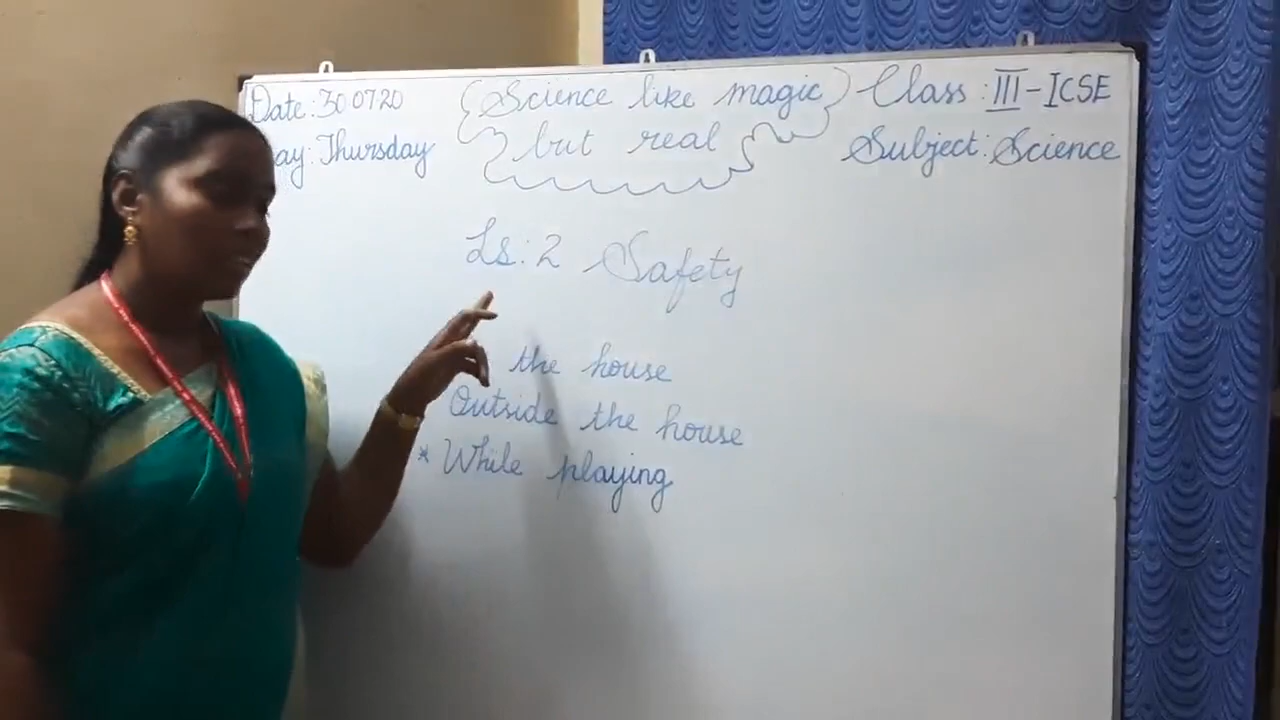 Date: 30.07.20
Science like magic
Class: III - ICSE
ay: Thursday
but real
Subject: Science
Ls: 2 Safety
the house
Outside the house
* While playing